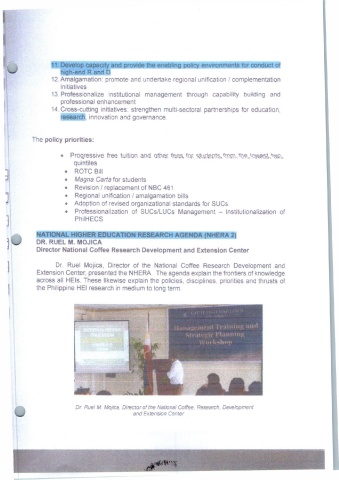 11. Develop capacity and provide the enabling policy environments for conduct of
high-end R and D
12. Amalgamation: promote and undertake regional unification / complementation
initiatives
13. Professionalize institutional management through capability building and
professional enhancement
14. Cross-cutting initiatives: strengthen multi-sectoral partnerships for education,
research, innovation and governance.
The policy priorities:
• Progressive free tuition and other fees for students from the lowest
quintiles
• ROTC Bill
• Magna Carta for students
• Revision / replacement of NBC 461
• Regional unification / amalgamation bills
• Adoption of revised organizational standards for SUCs
• Professionalization of SUCs/LUCs Management – Institutionalization of
PhilHECS
NATIONAL HIGHER EDUCATION RESEARCH AGENDA (NHERA 2)
DR. RUEL M. MOJICA
Director National Coffee Research Development and Extension Center
Dr. Ruel Mojica, Director of the National Coffee Research Development and
Extension Center, presented the NHERA. The agenda explain the frontiers of knowledge
across all HEIs. These likewise explain the policies, disciplines, priorities and thrusts of
the Philippine HEI research in medium to long term.
Management Training and
Strategic Planning
Workshop
Dr. Ruel M. Mojica, Director of the National Coffee, Research, Development,
and Extension Center